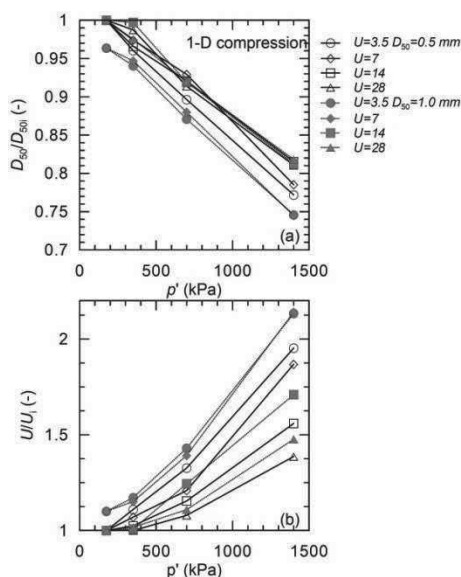 1
0.95
0.9
0.85
0.8
0.75
0.7
D50/D50i (-)
1-D compression
(a)
0 500 1000 1500
p' (kPa)
U=3.5 D50=0.5 mm
U=7
U=14
U=28
U=3.5 D50=1.0 mm
U=7
U=14
U=28
2
1.5
1
U/Ui (-)
(b)
0 500 1000 1500
p' (kPa)